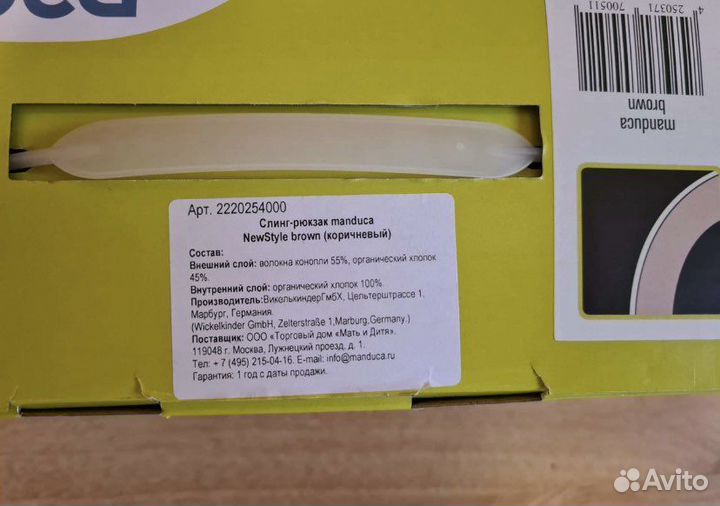 4 250371 700511
manduca
brown
Арт. 2220254000
Слинг-рюкзак manduca
NewStyle brown (коричневый)
Состав:
Внешний слой: волокна конопли 55%, органический хлопок
45%.
Внутренний слой: органический хлопок 100%.
Производитель:ВикелькиндерГмбХ, Цельтерштрассе 1.
Марбург, Германия.
(Wickelkinder GmbH, Zelterstraße 1,Marburg,Germany.)
Поставщик: ООО «Торговый дом «Мать и Дитя».
119048 г. Москва, Лужнецкий проезд. д. 1.
Тел: + 7 (495) 215-04-16. E-mail: info@manduca.ru
Гарантия: 1 год с даты продажи.
Avito